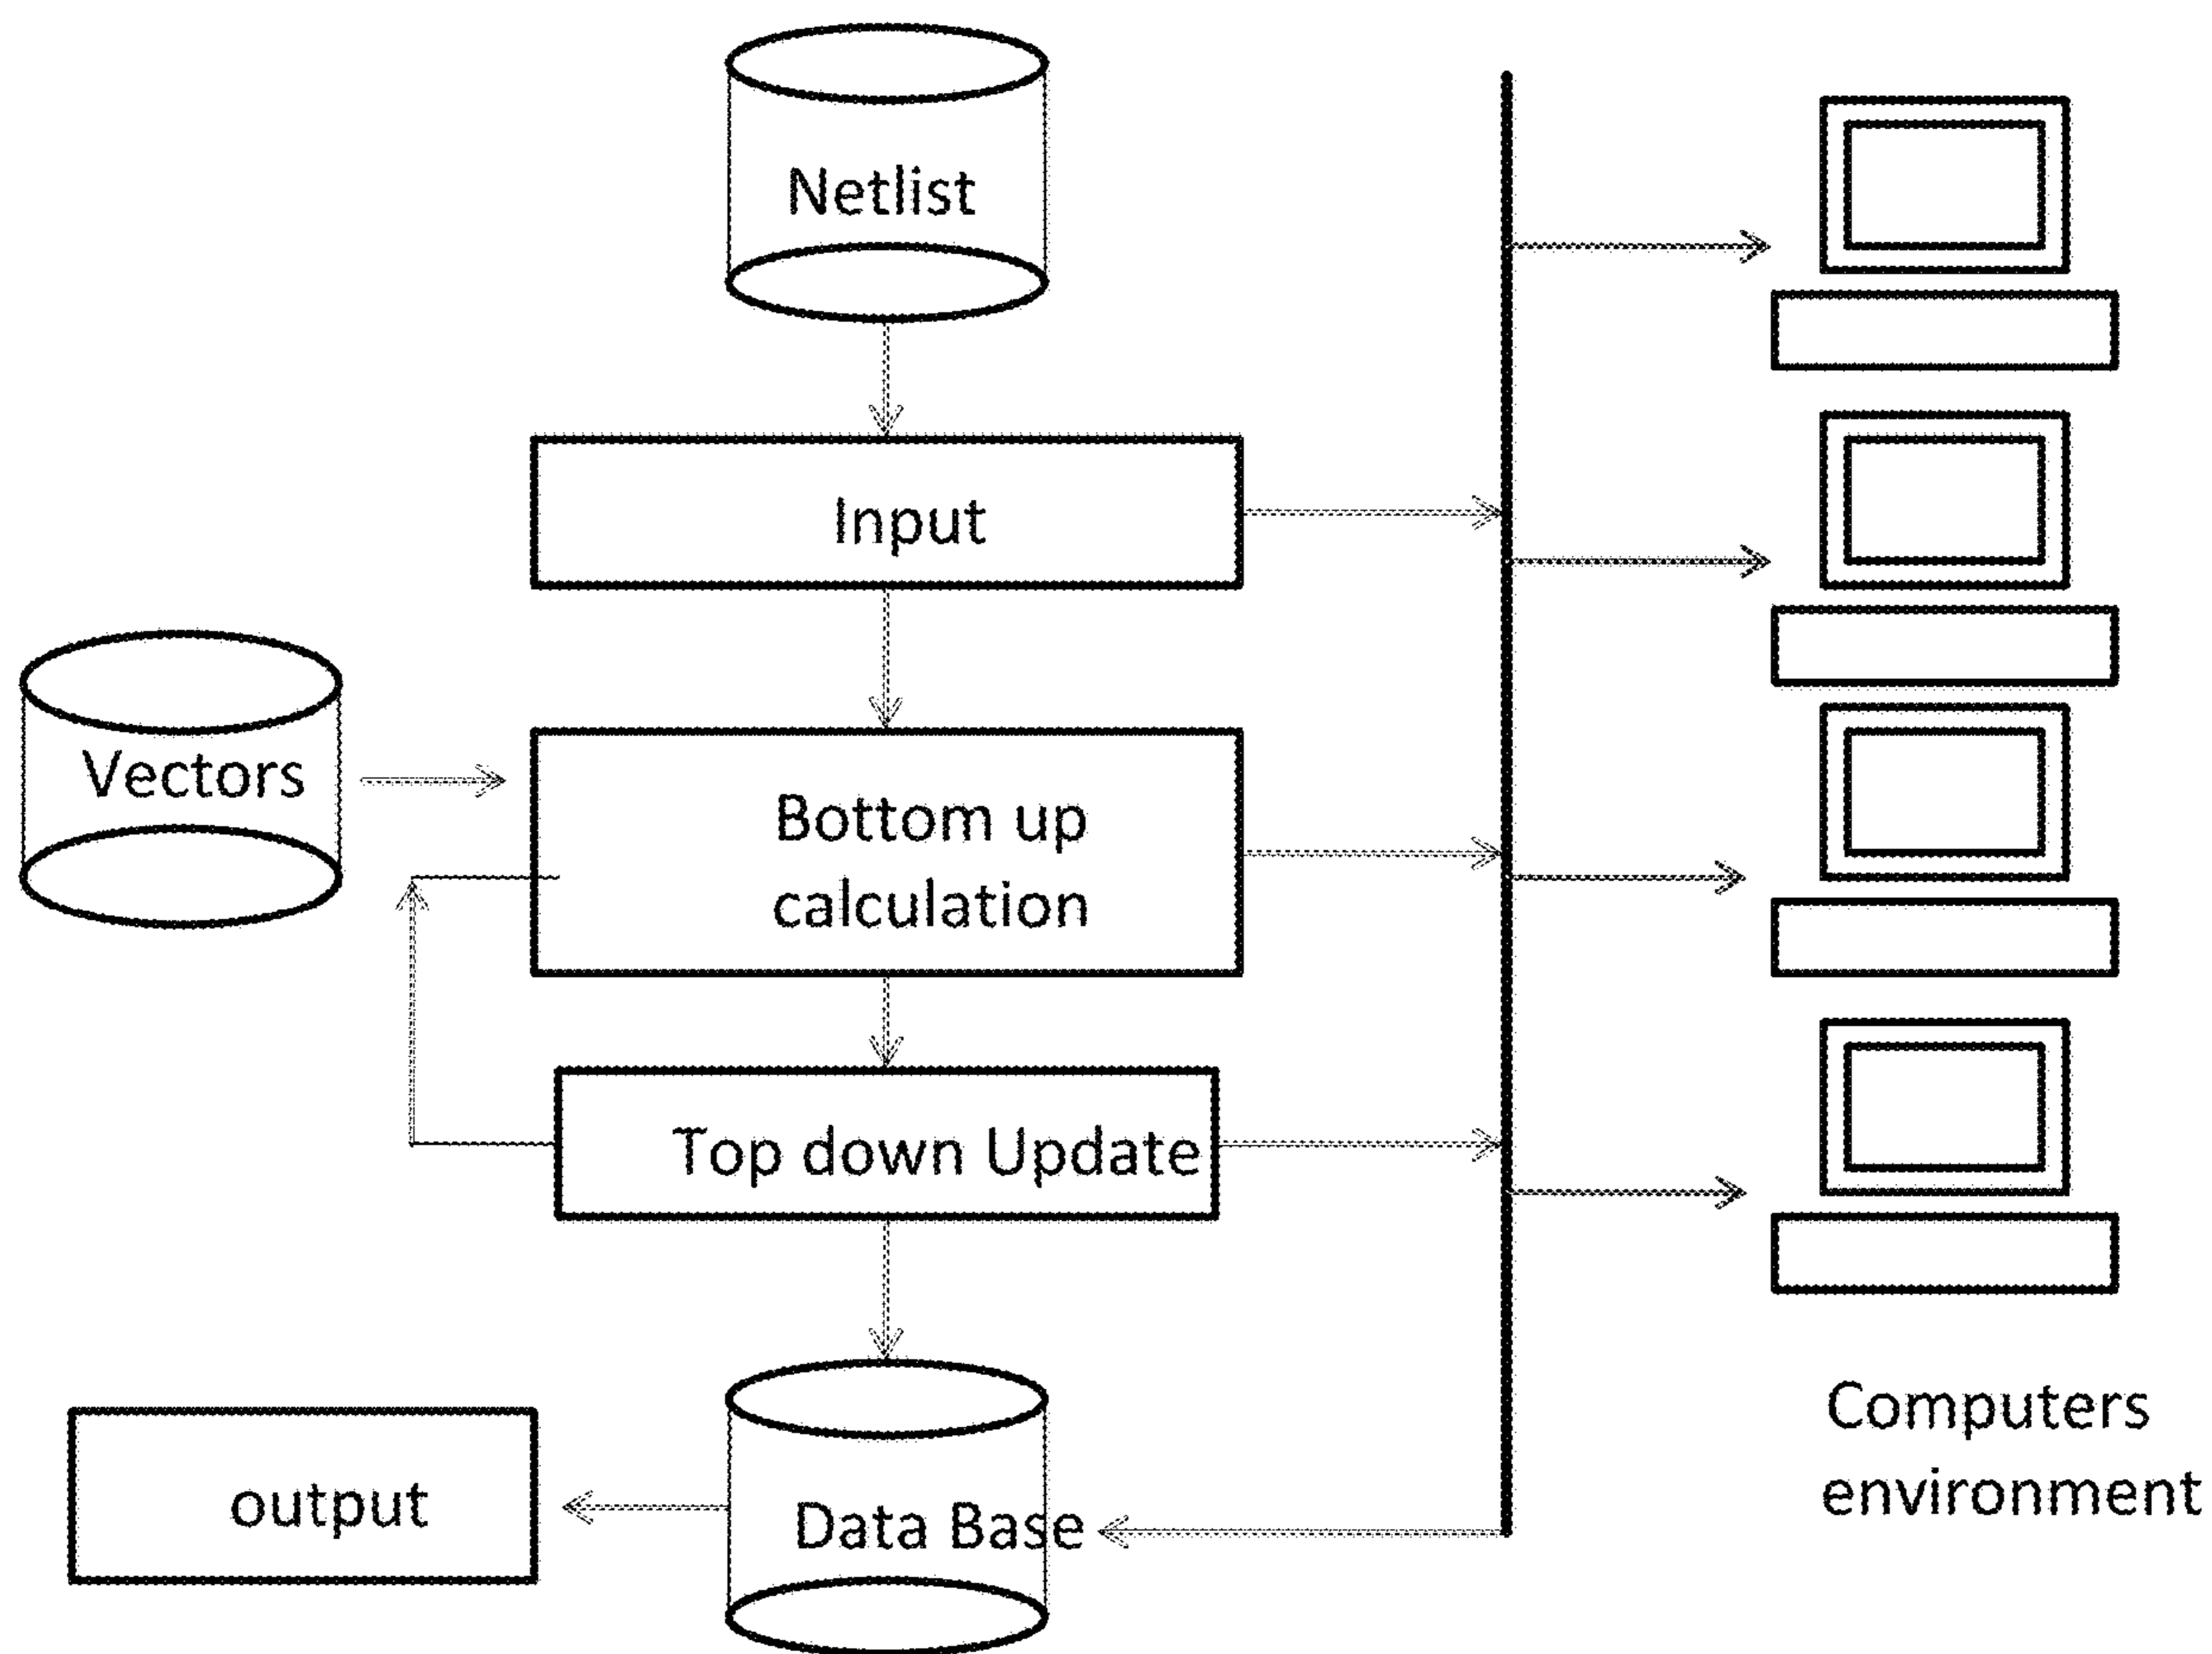 Netlist
Input
Vectors
Bottom up
calculation
Top down Update
output
Data Base
Computers
environment